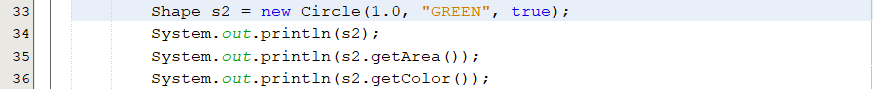 33 Shape s2 = new Circle(1.0, "GREEN", true);
34 System.out.println(s2);
35 System.out.println(s2.getArea());
36 System.out.println(s2.getColor());